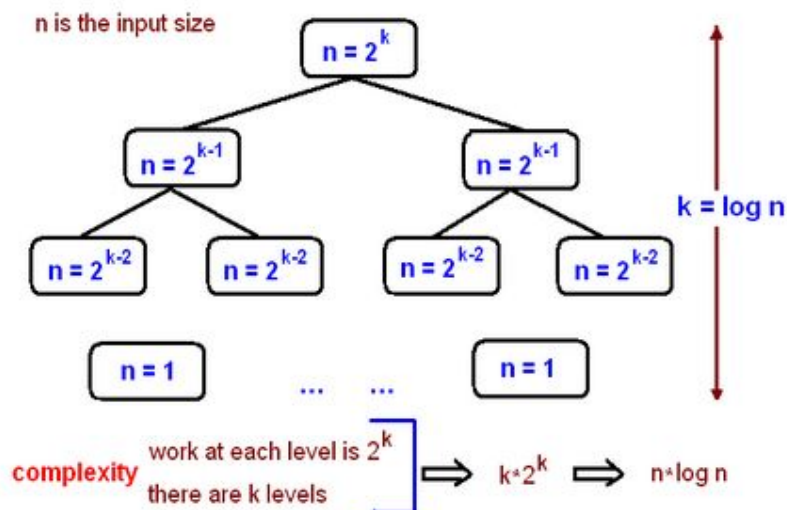 n is the input size
n = 2^k
n = 2^k-1
n = 2^k-1
k = log n
n = 2^k-2
n = 2^k-2
n = 2^k-2
n = 2^k-2
n = 1
... ...
n = 1
complexity
work at each level is 2^k
there are k levels
k*2^k
n*log n